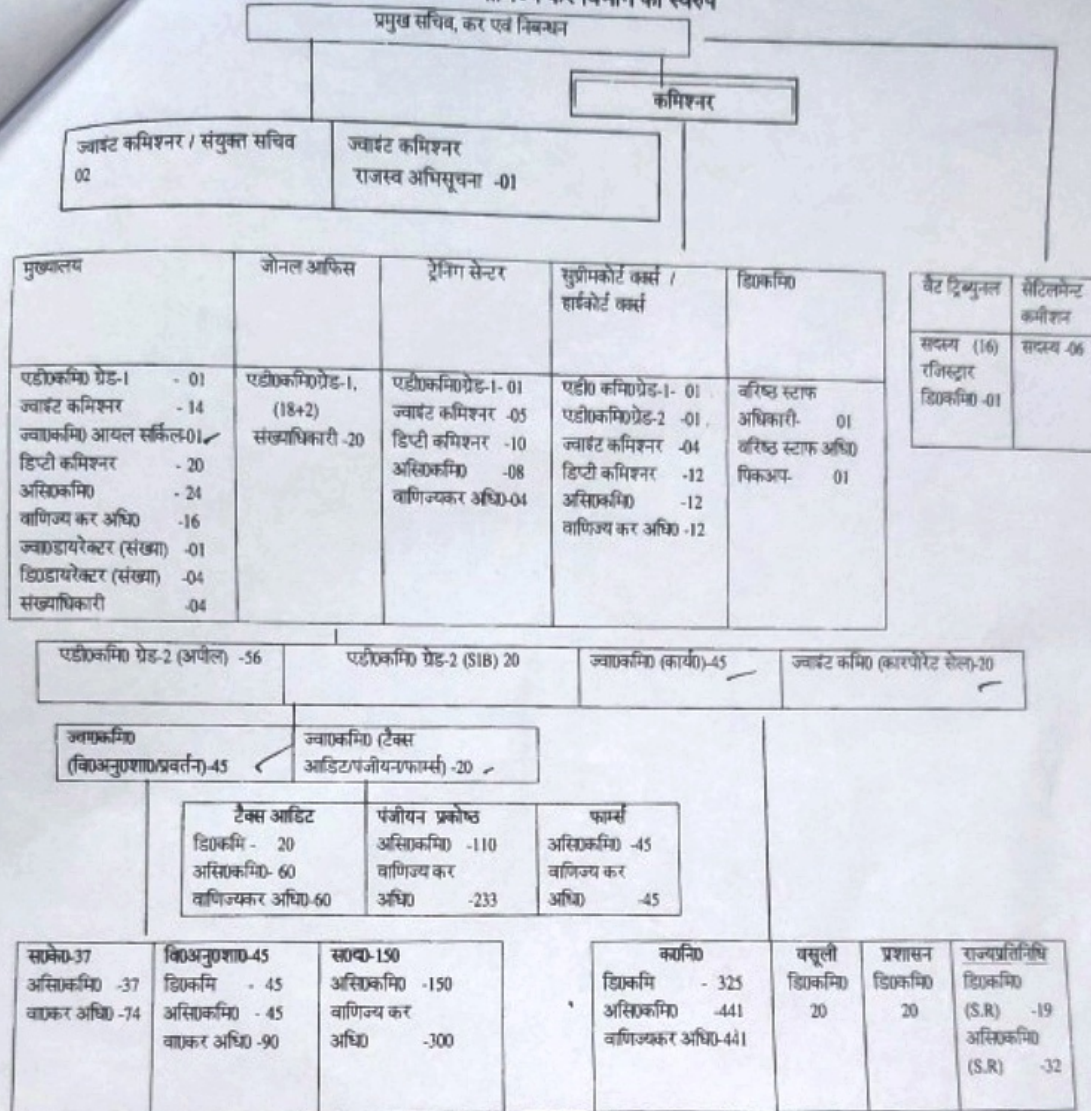 कर विभाग का स्वरूप
प्रमुख सचिव, कर एवं निबन्धन
कमिश्नर
ज्वाइंट कमिश्नर / संयुक्त सचिव
02
ज्वाइंट कमिश्नर
राजस्व अभिसूचना -01
मुख्यालय
एडी0कमि0 ग्रेड-1 - 01
ज्वाइंट कमिश्नर - 14
ज्वा0कमि0 आयल सर्किल-01
डिप्टी कमिश्नर - 20
असि0कमि0 - 24
वाणिज्य कर अधि0 -16
ज्वा0डायरेक्टर (संख्या) -01
डि0डायरेक्टर (संख्या) -04
संख्याधिकारी -04
जोनल आफिस
एडी0कमि0ग्रेड-1,
(18+2)
संख्याधिकारी -20
ट्रेनिग सेन्टर
एडी0कमि0ग्रेड-1- 01
ज्वाइंट कमिश्नर -05
डिप्टी कमिश्नर -10
असि0कमि0 -08
वाणिज्यकर अधि0-04
सुप्रीमकोर्ट वर्क्स /
हाईकोर्ट वर्क्स
एडी0 कमि0ग्रेड-1- 01
एडी0कमि0ग्रेड-2 -01
ज्वाइंट कमिश्नर -04
डिप्टी कमिश्नर -12
असि0कमि0 -12
वाणिज्य कर अधि0 -12
डि0कमि0
वरिष्ठ स्टाफ
अधिकारी- 01
वरिष्ठ स्टाफ अधि0
पिकअप- 01
वैट ट्रिब्युनल
सदस्य (16)
रजिस्ट्रार
डि0कमि0 -01
सेटिलमेन्ट
कमीशन
सदस्य -06
एडी0कमि0 ग्रेड-2 (अपील) -56
एडी0कमि0 ग्रेड-2 (SIB) 20
ज्वा0कमि0 (कार्य0)-45
ज्वाइंट कमि0 (कारपोरेट सेल)-20
ज्वा0कमि0
(वि0अनु0शा0/प्रवर्तन)-45
ज्वा0कमि0 (टैक्स
आडिट/पंजीयन/फार्म्स) -20
टैक्स आडिट
डि0कमि - 20
असि0कमि0- 60
वाणिज्यकर अधि0-60
पंजीयन प्रकोष्ठ
असि0कमि0 -110
वाणिज्य कर
अधि0 -233
फार्म्स
असि0कमि0 -45
वाणिज्य कर
अधि0 -45
स0के0-37
असि0कमि0 -37
वा0कर अधि0 -74
वि0अनु0शा0-45
डि0कमि - 45
असि0कमि0 - 45
वा0कर अधि0 -90
स0द0-150
असि0कमि0 -150
वाणिज्य कर
अधि0 -300
क0नि0
डि0कमि - 325
असि0कमि0 -441
वाणिज्यकर अधि0-441
वसूली
डि0कमि0
20
प्रशासन
डि0कमि0
20
राज्यप्रतिनिधि
डि0कमि0
(S.R) -19
असि0कमि0
(S.R) -32